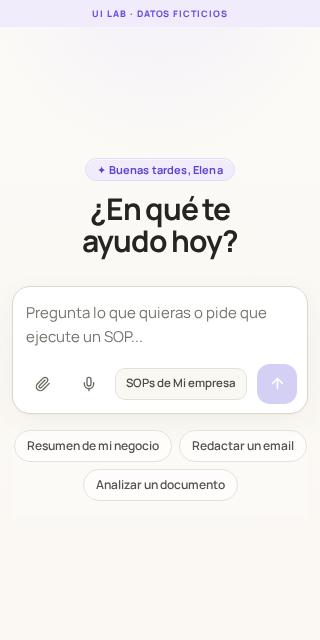 UI LAB · DATOS FICTICIOS
✦ Buenas tardes, Elena
¿En qué te
ayudo hoy?
Pregunta lo que quieras o pide que
ejecute un SOP...
SOPs de Mi empresa
Resumen de mi negocio
Redactar un email
Analizar un documento